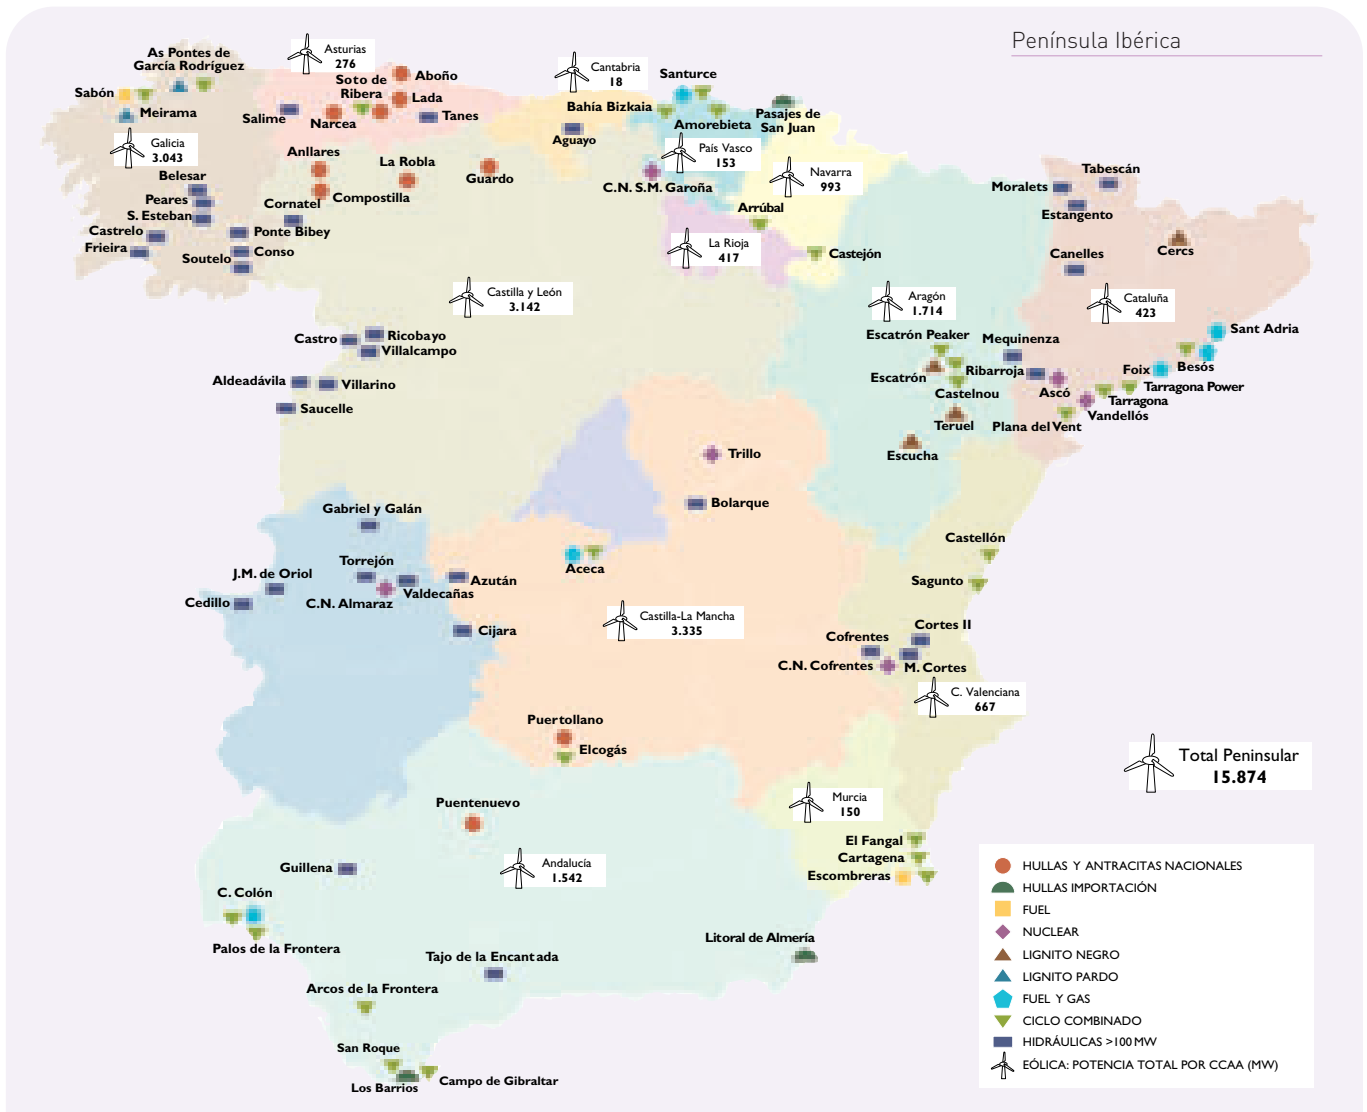 Península Ibérica
As Pontes de
García Rodríguez
Asturias
276
Soto de
Ribera
Aboño
Cantabria
18
Santurce
Sabón
Meirama
Lada
Bahía Bizkaia
Pasajes de
San Juan
Salime
Narcea
Tanes
Amorebieta
Aguayo
Galicia
3.043
Anllares
La Robla
País Vasco
153
Navarra
993
Belesar
Guardo
C.N. S.M. Garoña
Tabescán
Moralets
Peares
Cornatel
Compostilla
Arrúbal
Estangento
S. Esteban
Castrelo
Ponte Bibey
La Rioja
417
Frieira
Soutelo
Conso
Castejón
Canelles
Cercs
Castilla y León
3.142
Aragón
1.714
Cataluña
423
Castro
Ricobayo
Villalcampo
Escatrón Peaker
Mequinenza
Sant Adria
Aldeadávila
Villarino
Escatrón
Ribarroja
Foix
Besós
Castelnou
Ascó
Tarragona Power
Tarragona
Saucelle
Teruel
Plana del Vent
Vandellós
Escucha
Trillo
Gabriel y Galán
Bolarque
Castellón
Torrejón
J.M. de Oriol
Aceca
Azután
Sagunto
Cedillo
C.N. Almaraz
Valdecañas
Castilla-La Mancha
3.335
Cijara
Cofrentes
Cortes II
C.N. Cofrentes
M. Cortes
C. Valenciana
667
Puertollano
Elcogás
Total Peninsular
15.874
Puentenuevo
Murcia
150
El Fangal
Cartagena
Escombreras
Guillena
Andalucía
1.542
C. Colón
Palos de la Frontera
Litoral de Almería
Tajo de la Encantada
Arcos de la Frontera
San Roque
Los Barrios
Campo de Gibraltar
HULLAS Y ANTRACITAS NACIONALES
HULLAS IMPORTACIÓN
FUEL
NUCLEAR
LIGNITO NEGRO
LIGNITO PARDO
FUEL Y GAS
CICLO COMBINADO
HIDRÁULICAS >100 MW
EÓLICA: POTENCIA TOTAL POR CCAA (MW)